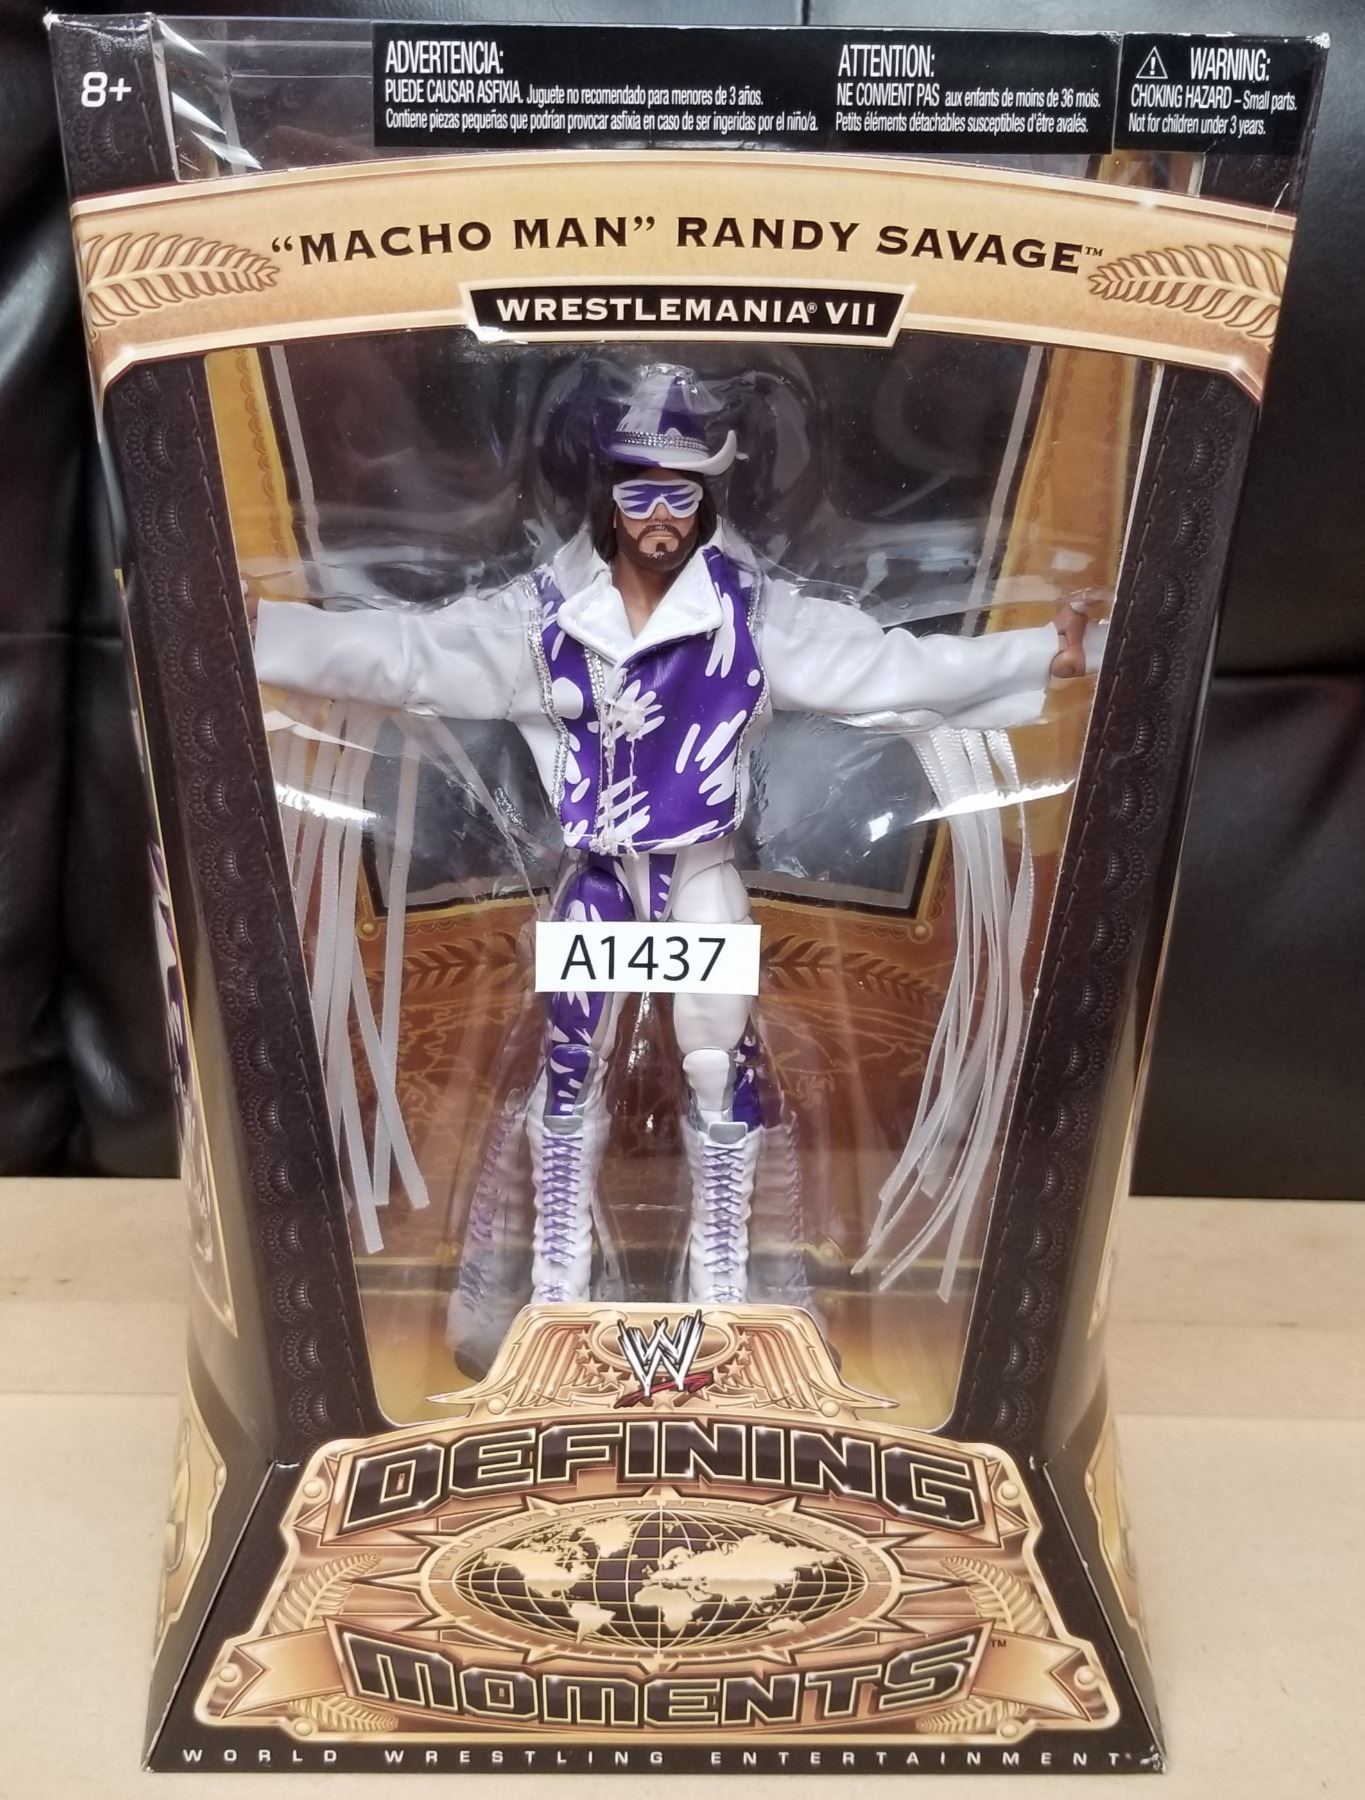 8+
ADVERTENCIA:
PUEDE CAUSAR ASFIXIA. Juguete no recomendado para menores de 3 años.
Contiene piezas pequeñas que podrían provocar asfixia en caso de ser ingeridas por el niño/a.
ATTENTION:
NE CONVIENT PAS aux enfants de moins de 36 mois.
Petits éléments détachables susceptibles d'être avalés.
WARNING:
CHOKING HAZARD – Small parts.
Not for children under 3 years.
“MACHO MAN” RANDY SAVAGE™
WRESTLEMANIA® VII
A1437
W
DEFINING
MOMENTS™
WORLD WRESTLING ENTERTAINMENT